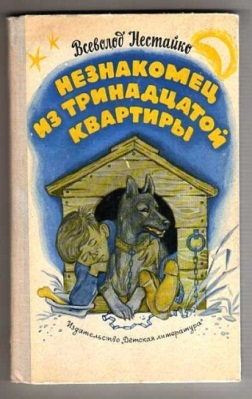 Всеволод Нестайко
НЕЗНАКОМЕЦ
ИЗ ТРИНАДЦАТОЙ
КВАРТИРЫ
Издательство „Детская литература"